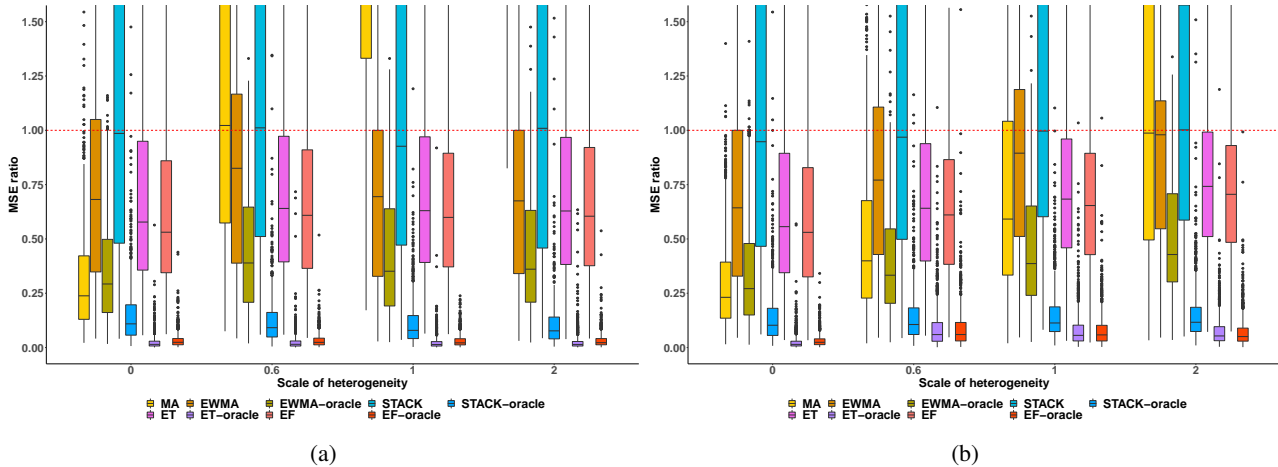 1.50
1.25
1.00
0.75
0.50
0.25
0.00
MSE ratio
0 0.6 1 2
Scale of heterogeneity
MA EWMA EWMA-oracle STACK STACK-oracle
ET ET-oracle EF EF-oracle
(a)
1.50
1.25
1.00
0.75
0.50
0.25
0.00
MSE ratio
0 0.6 1 2
Scale of heterogeneity
MA EWMA EWMA-oracle STACK STACK-oracle
ET ET-oracle EF EF-oracle
(b)